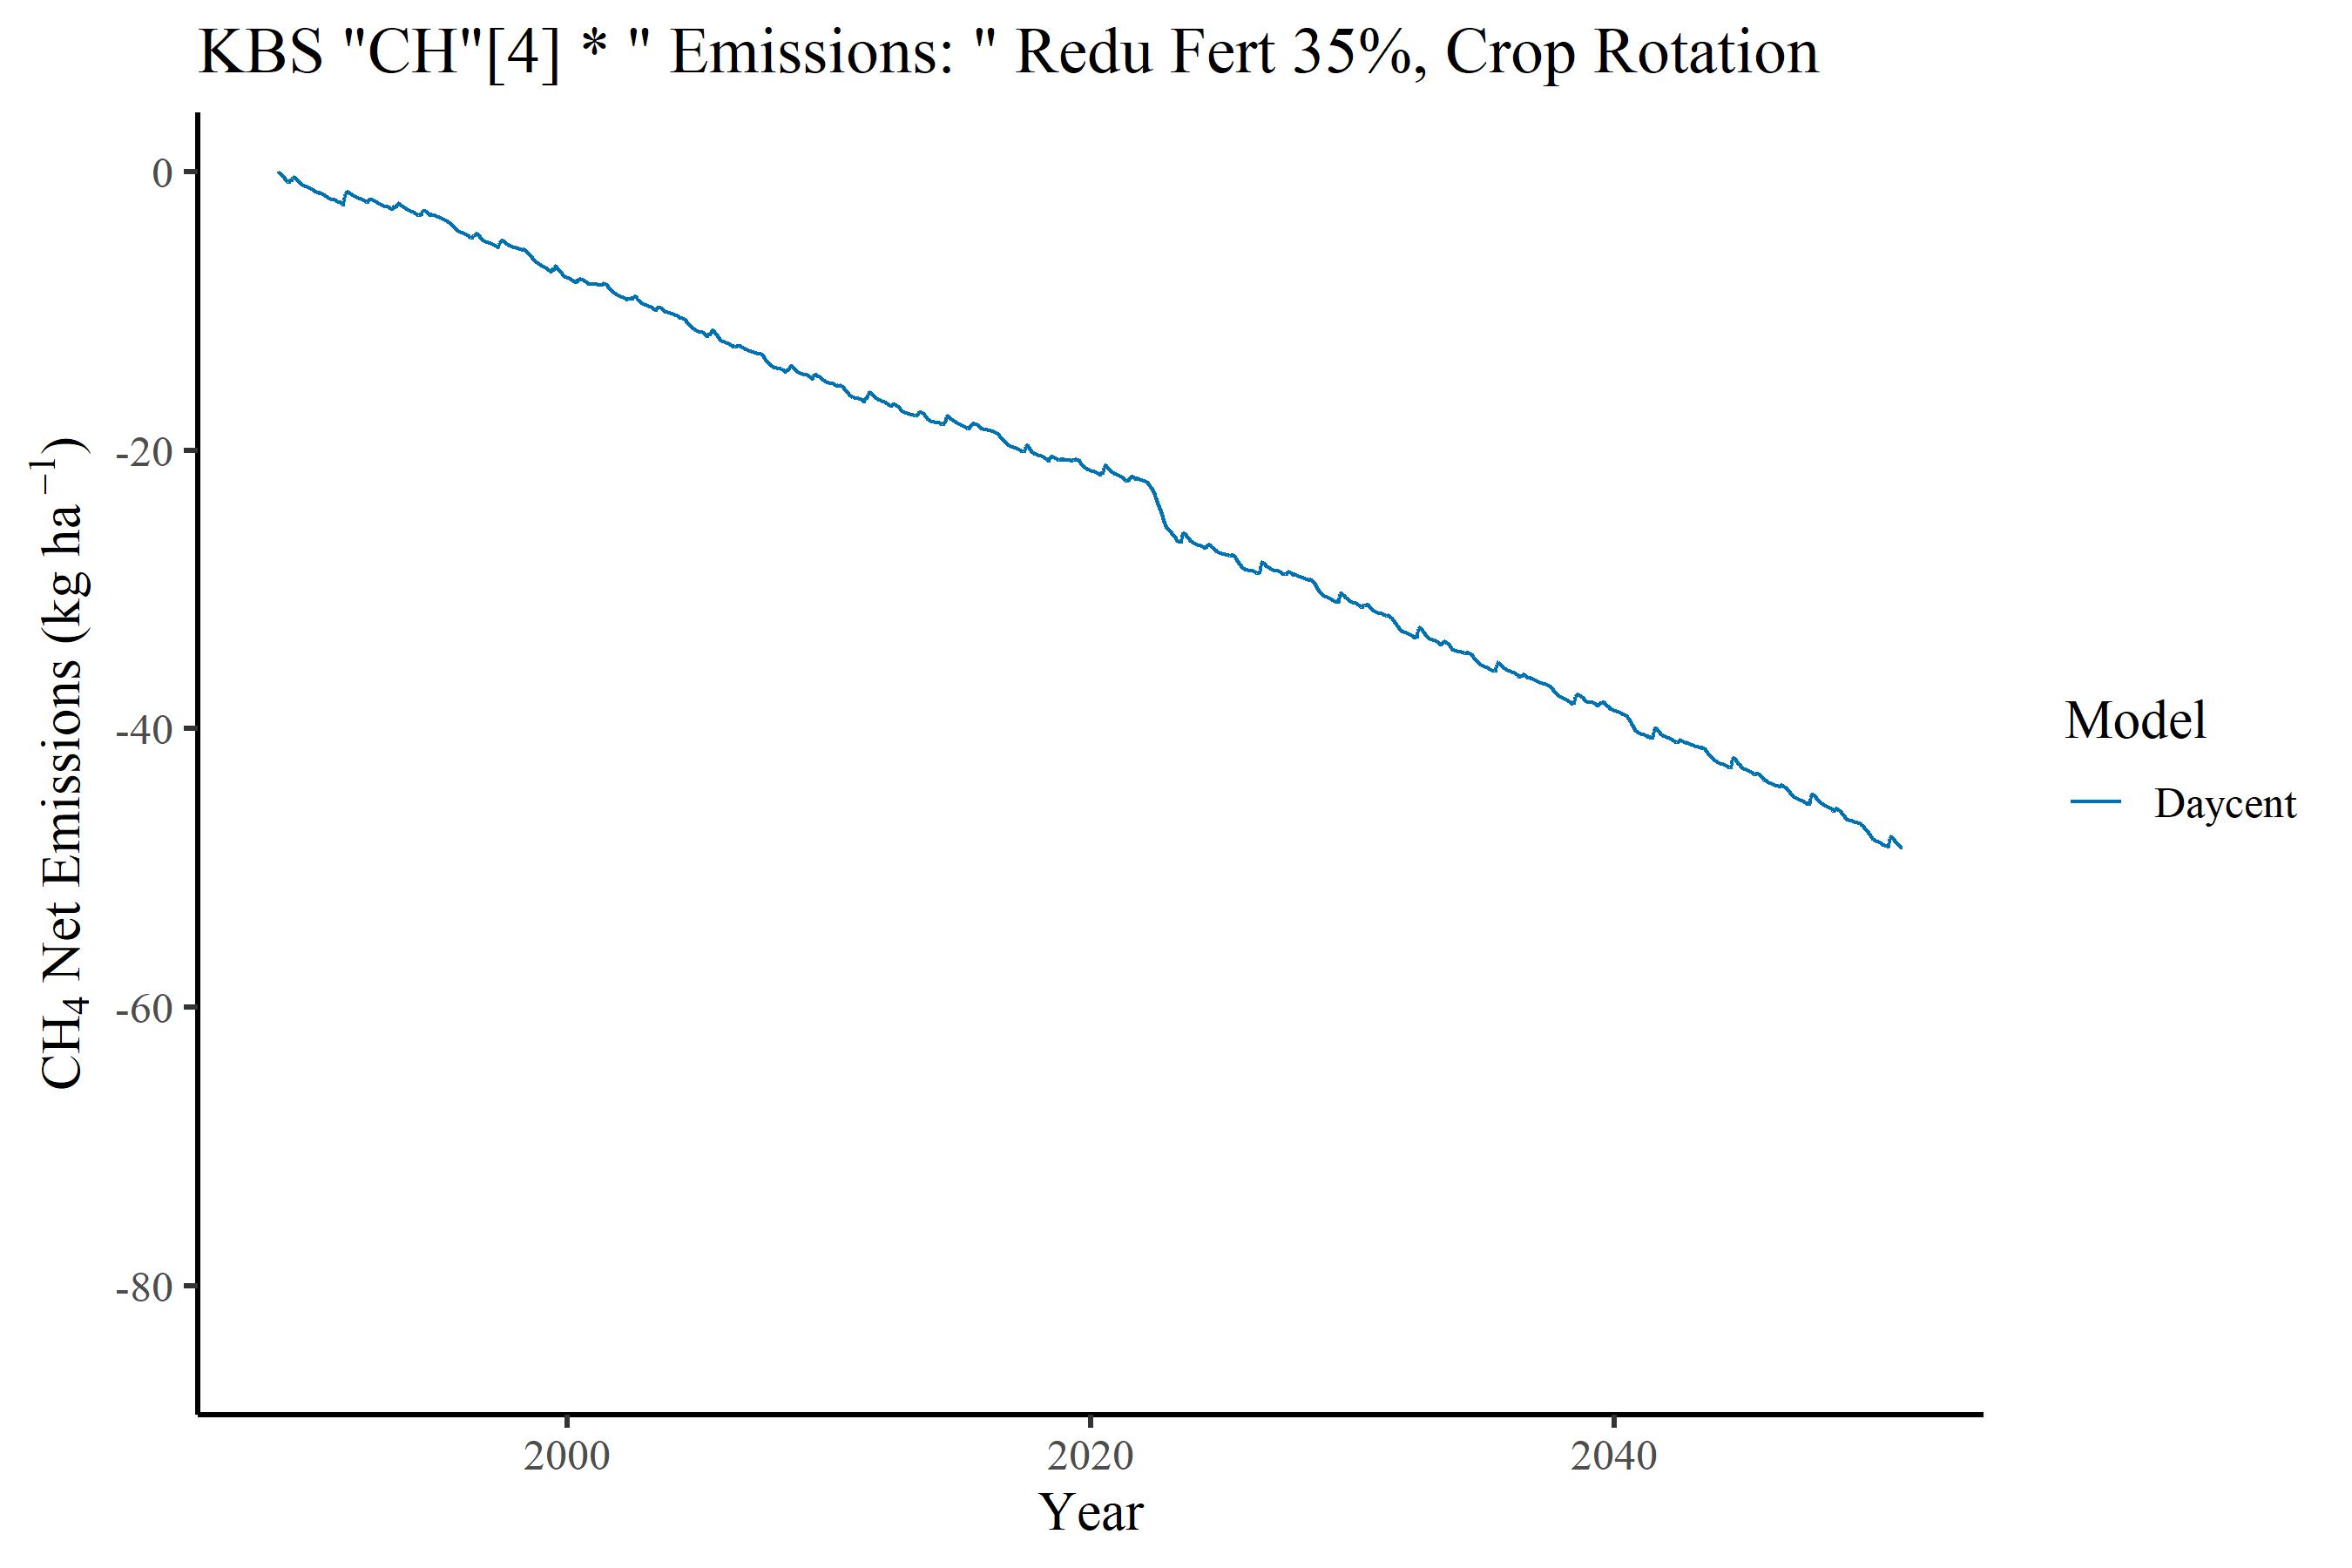 KBS "CH"[4] * " Emissions: " Redu Fert 35%, Crop Rotation
CH₄ Net Emissions (kg ha ⁻¹)
0
-20
-40
-60
-80
2000
2020
2040
Year
Model
Daycent